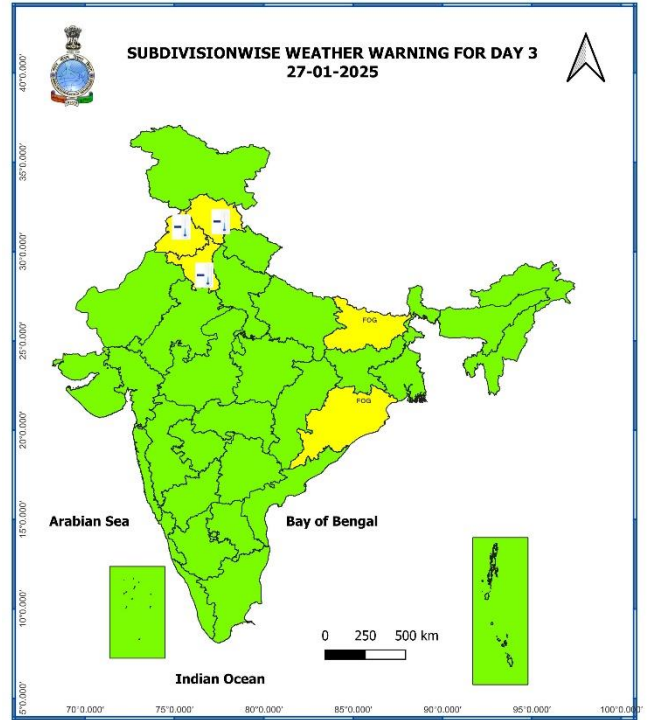 SUBDIVISIONWISE WEATHER WARNING FOR DAY 3
27-01-2025
40°0.000'
35°0.000'
30°0.000'
25°0.000'
20°0.000'
15°0.000'
10°0.000'
5°0.000'
FOG
FOG
Arabian Sea
Bay of Bengal
0 250 500 km
Indian Ocean
70°0.000' 75°0.000' 80°0.000' 85°0.000' 90°0.000' 95°0.000' 100°0.000'